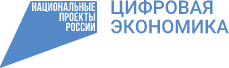 НАЦИОНАЛЬНЫЕ
ПРОЕКТЫ
РОССИИ
ЦИФРОВАЯ
ЭКОНОМИКА